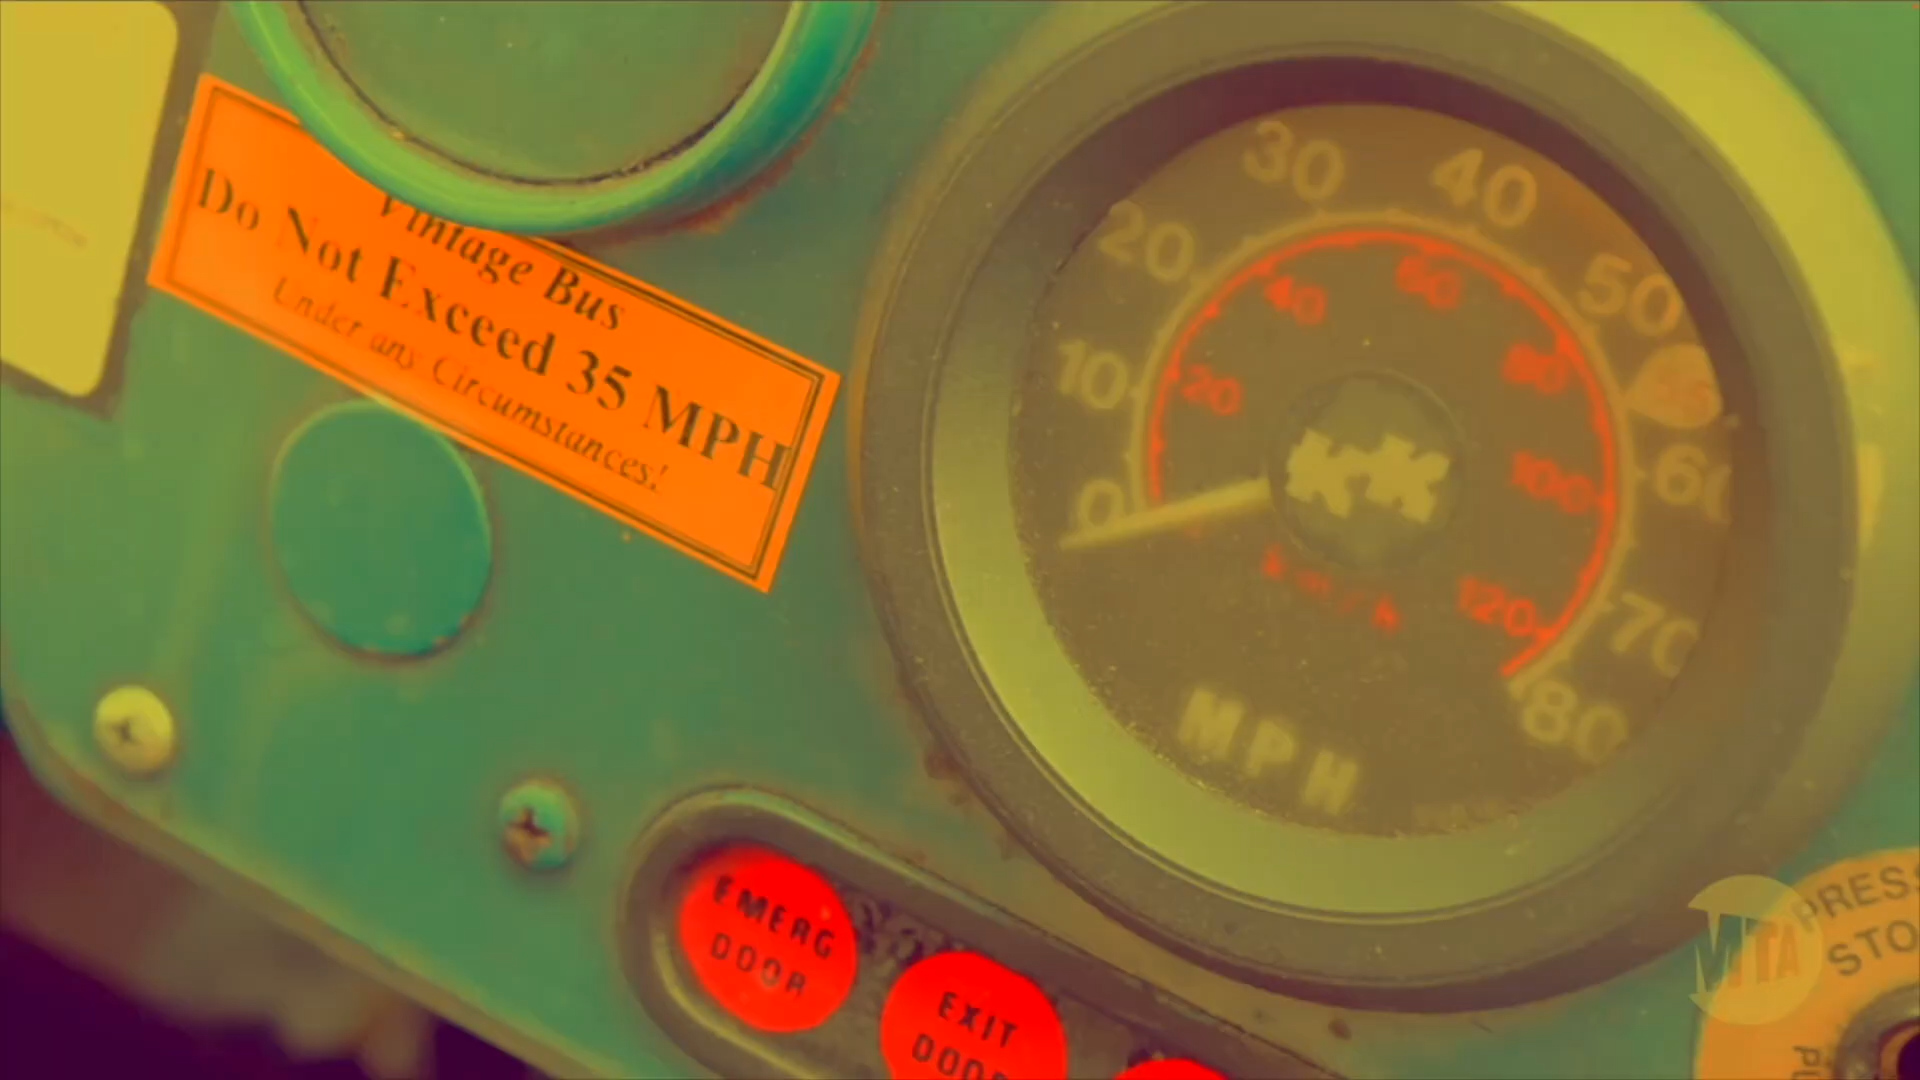 Vintage Bus
Do Not Exceed 35 MPH
Under any Circumstances!
0
10
20
30
40
50
60
70
80
20
40
60
80
100
120
km/h
MPH
EMERG
DOOR
EXIT
DOOR
MTA
PRESS
STO